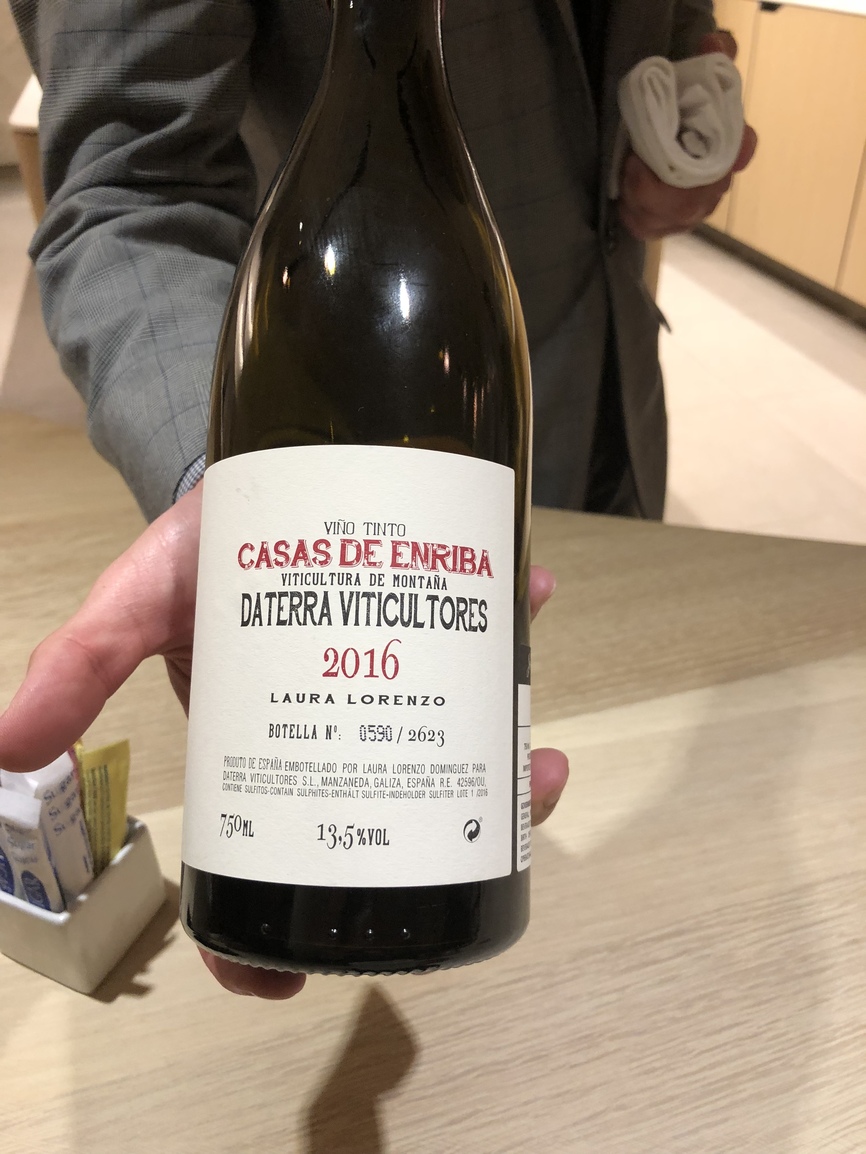 VIÑO TINTO
CASAS DE ENRIBA
VITICULTURA DE MONTAÑA
DATERRA VITICULTORES
2016
LAURA LORENZO
BOTELLA Nº: 0590 / 2623
PRODUTO DE ESPAÑA EMBOTELLADO POR LAURA LORENZO DOMINGUEZ PARA
DATERRA VITICULTORES S.L., MANZANEDA, GALIZA, ESPAÑA R.E. 42596/OU,
CONTIENE SULFITOS-CONTAIN SULPHITES-ENTHÄLT SULFITE-INDEHOLDER SULFITER LOTE 1 /2016
750ML 13,5%VOL